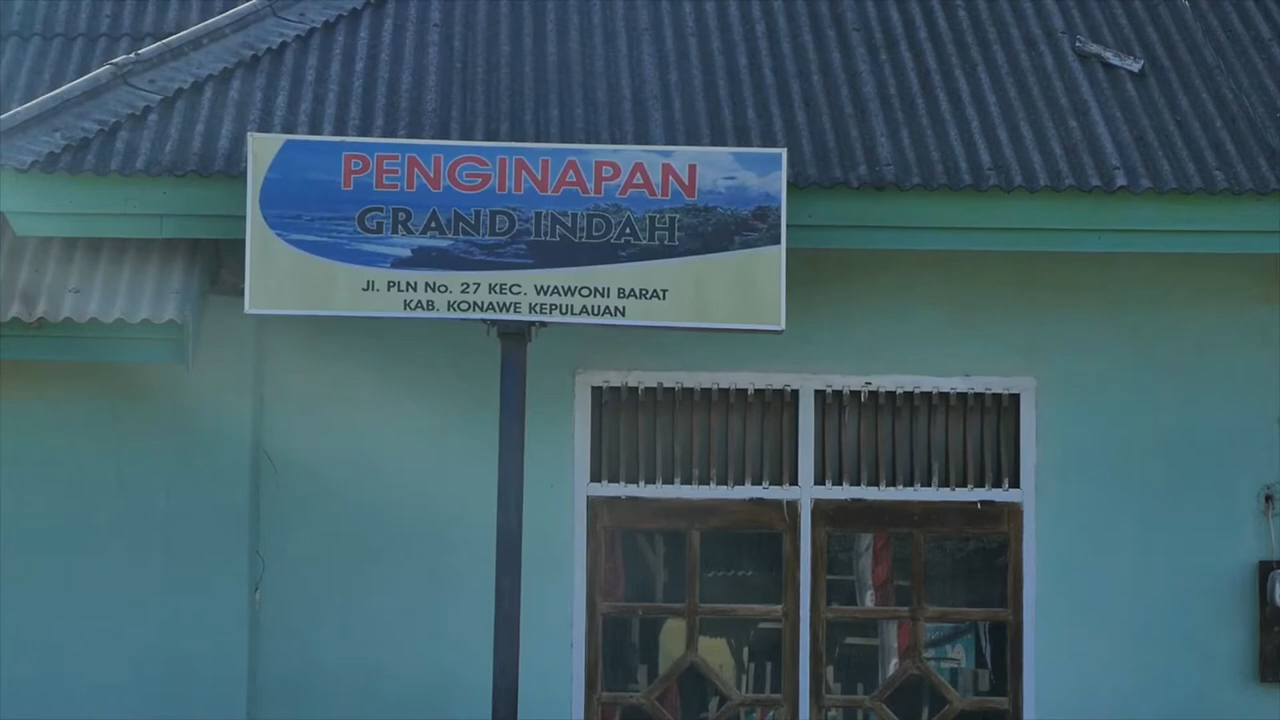 PENGINAPAN
GRAND INDAH
Jl. PLN No. 27 KEC. WAWONI BARAT
KAB. KONAWE KEPULAUAN